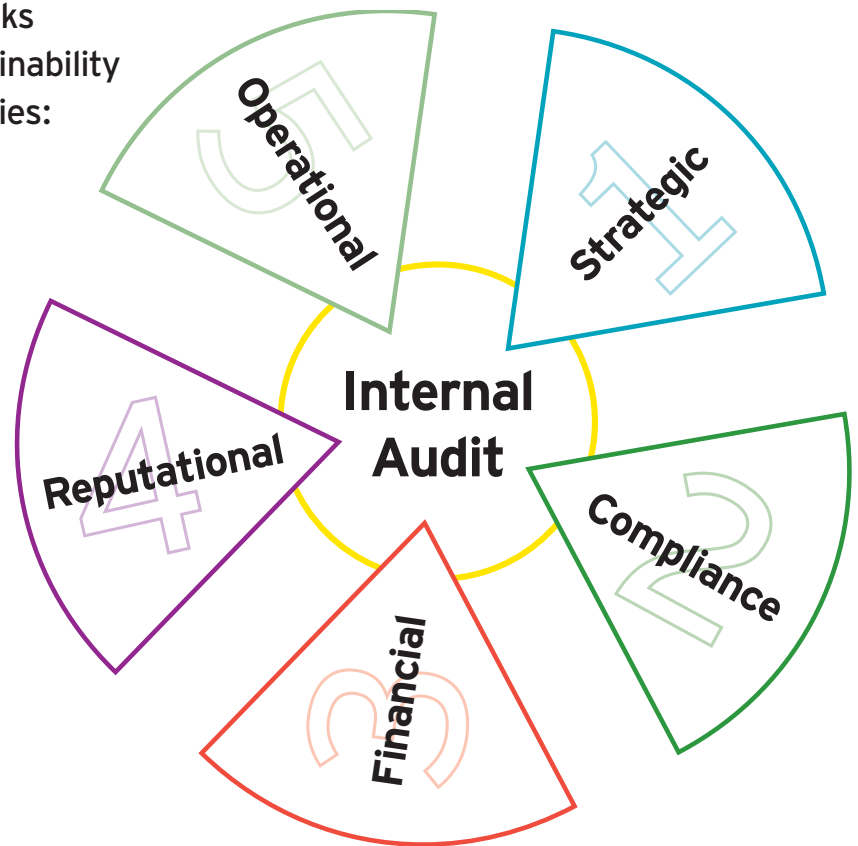 ks
inability
ies:
1
Strategic
2
Compliance
3
Financial
4
Reputational
5
Operational
Internal
Audit